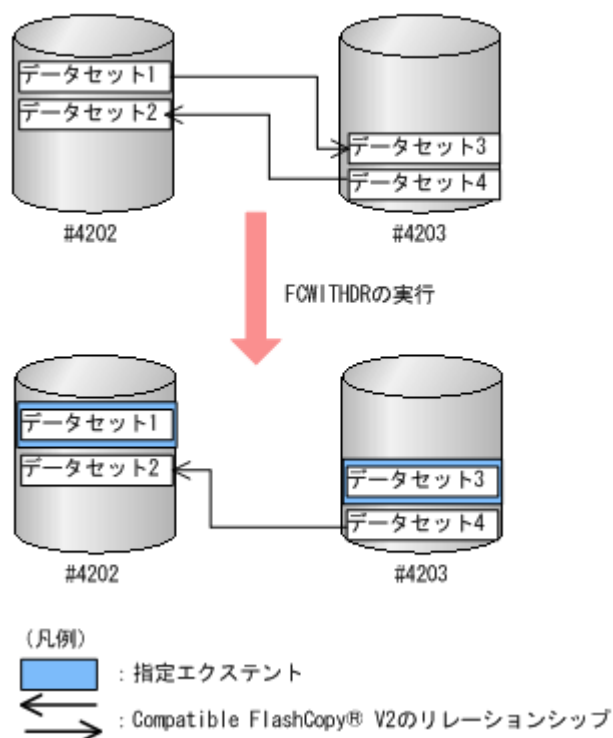 データセット1
データセット2
データセット3
データセット4
#4202
#4203
FCWITHDRの実行
データセット1
データセット2
データセット3
データセット4
#4202
#4203
（凡例）
：指定エクステント
：Compatible FlashCopy® V2のリレーションシップ